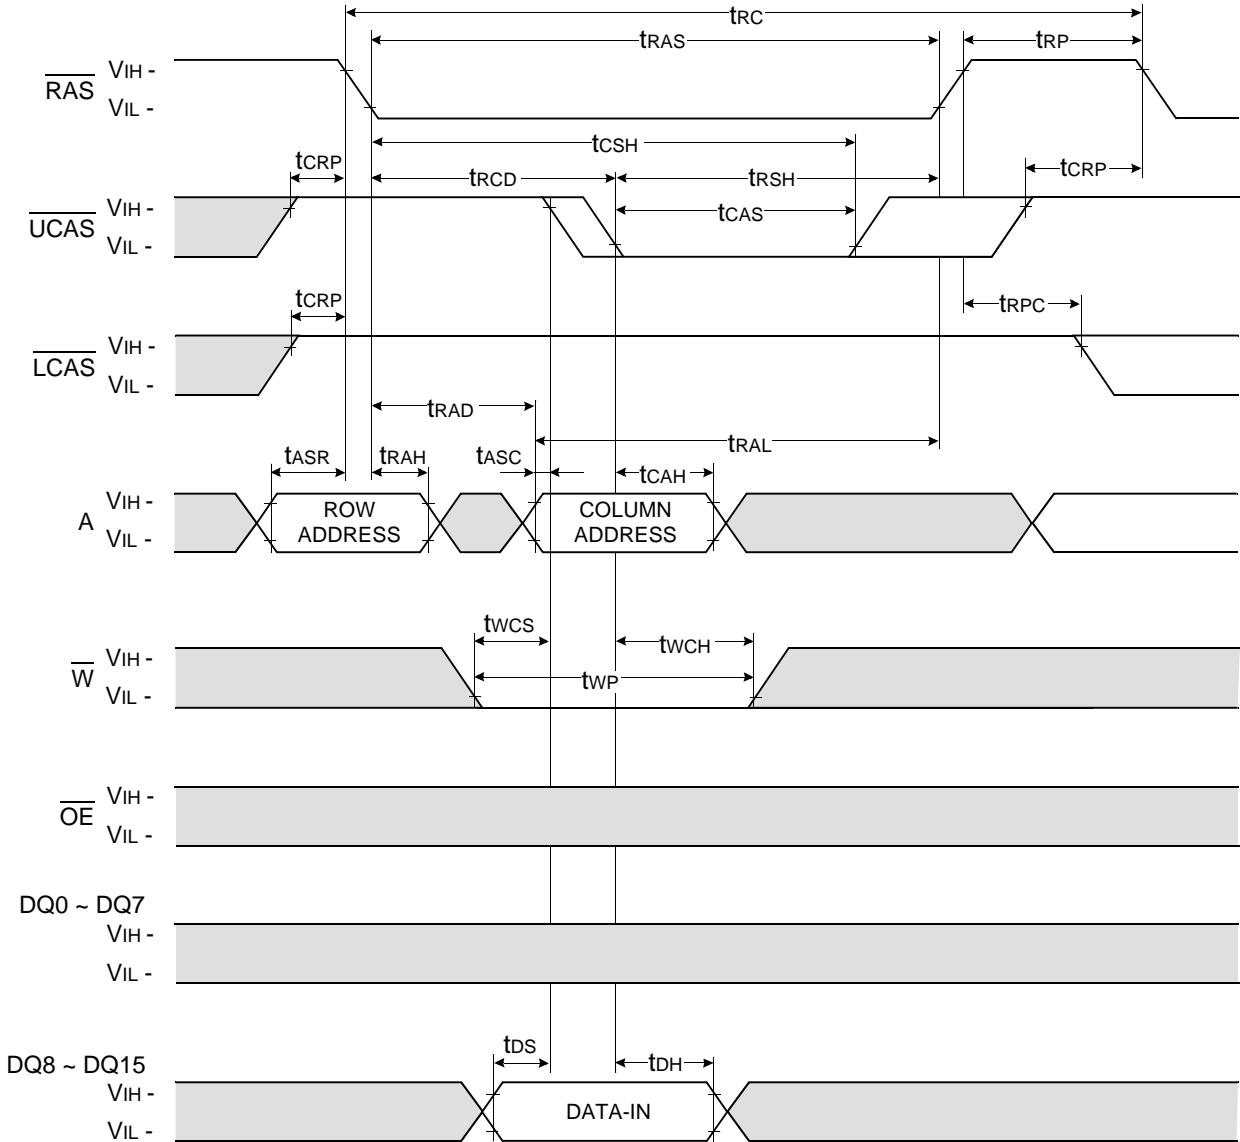 tRC
tRAS
tRP
RAS
VIH -
VIL -
tCSH
tCRP
tRCD
tRSH
tCRP
UCAS
VIH -
VIL -
tCAS
tCRP
tRPC
LCAS
VIH -
VIL -
tRAD
tRAL
tASR
tRAH
tASC
tCAH
A
VIH -
VIL -
ROW
ADDRESS
COLUMN
ADDRESS
tWCS
tWCH
W
VIH -
VIL -
tWP
OE
VIH -
VIL -
DQ0 ~ DQ7
VIH -
VIL -
tDS
tDH
DQ8 ~ DQ15
VIH -
VIL -
DATA-IN